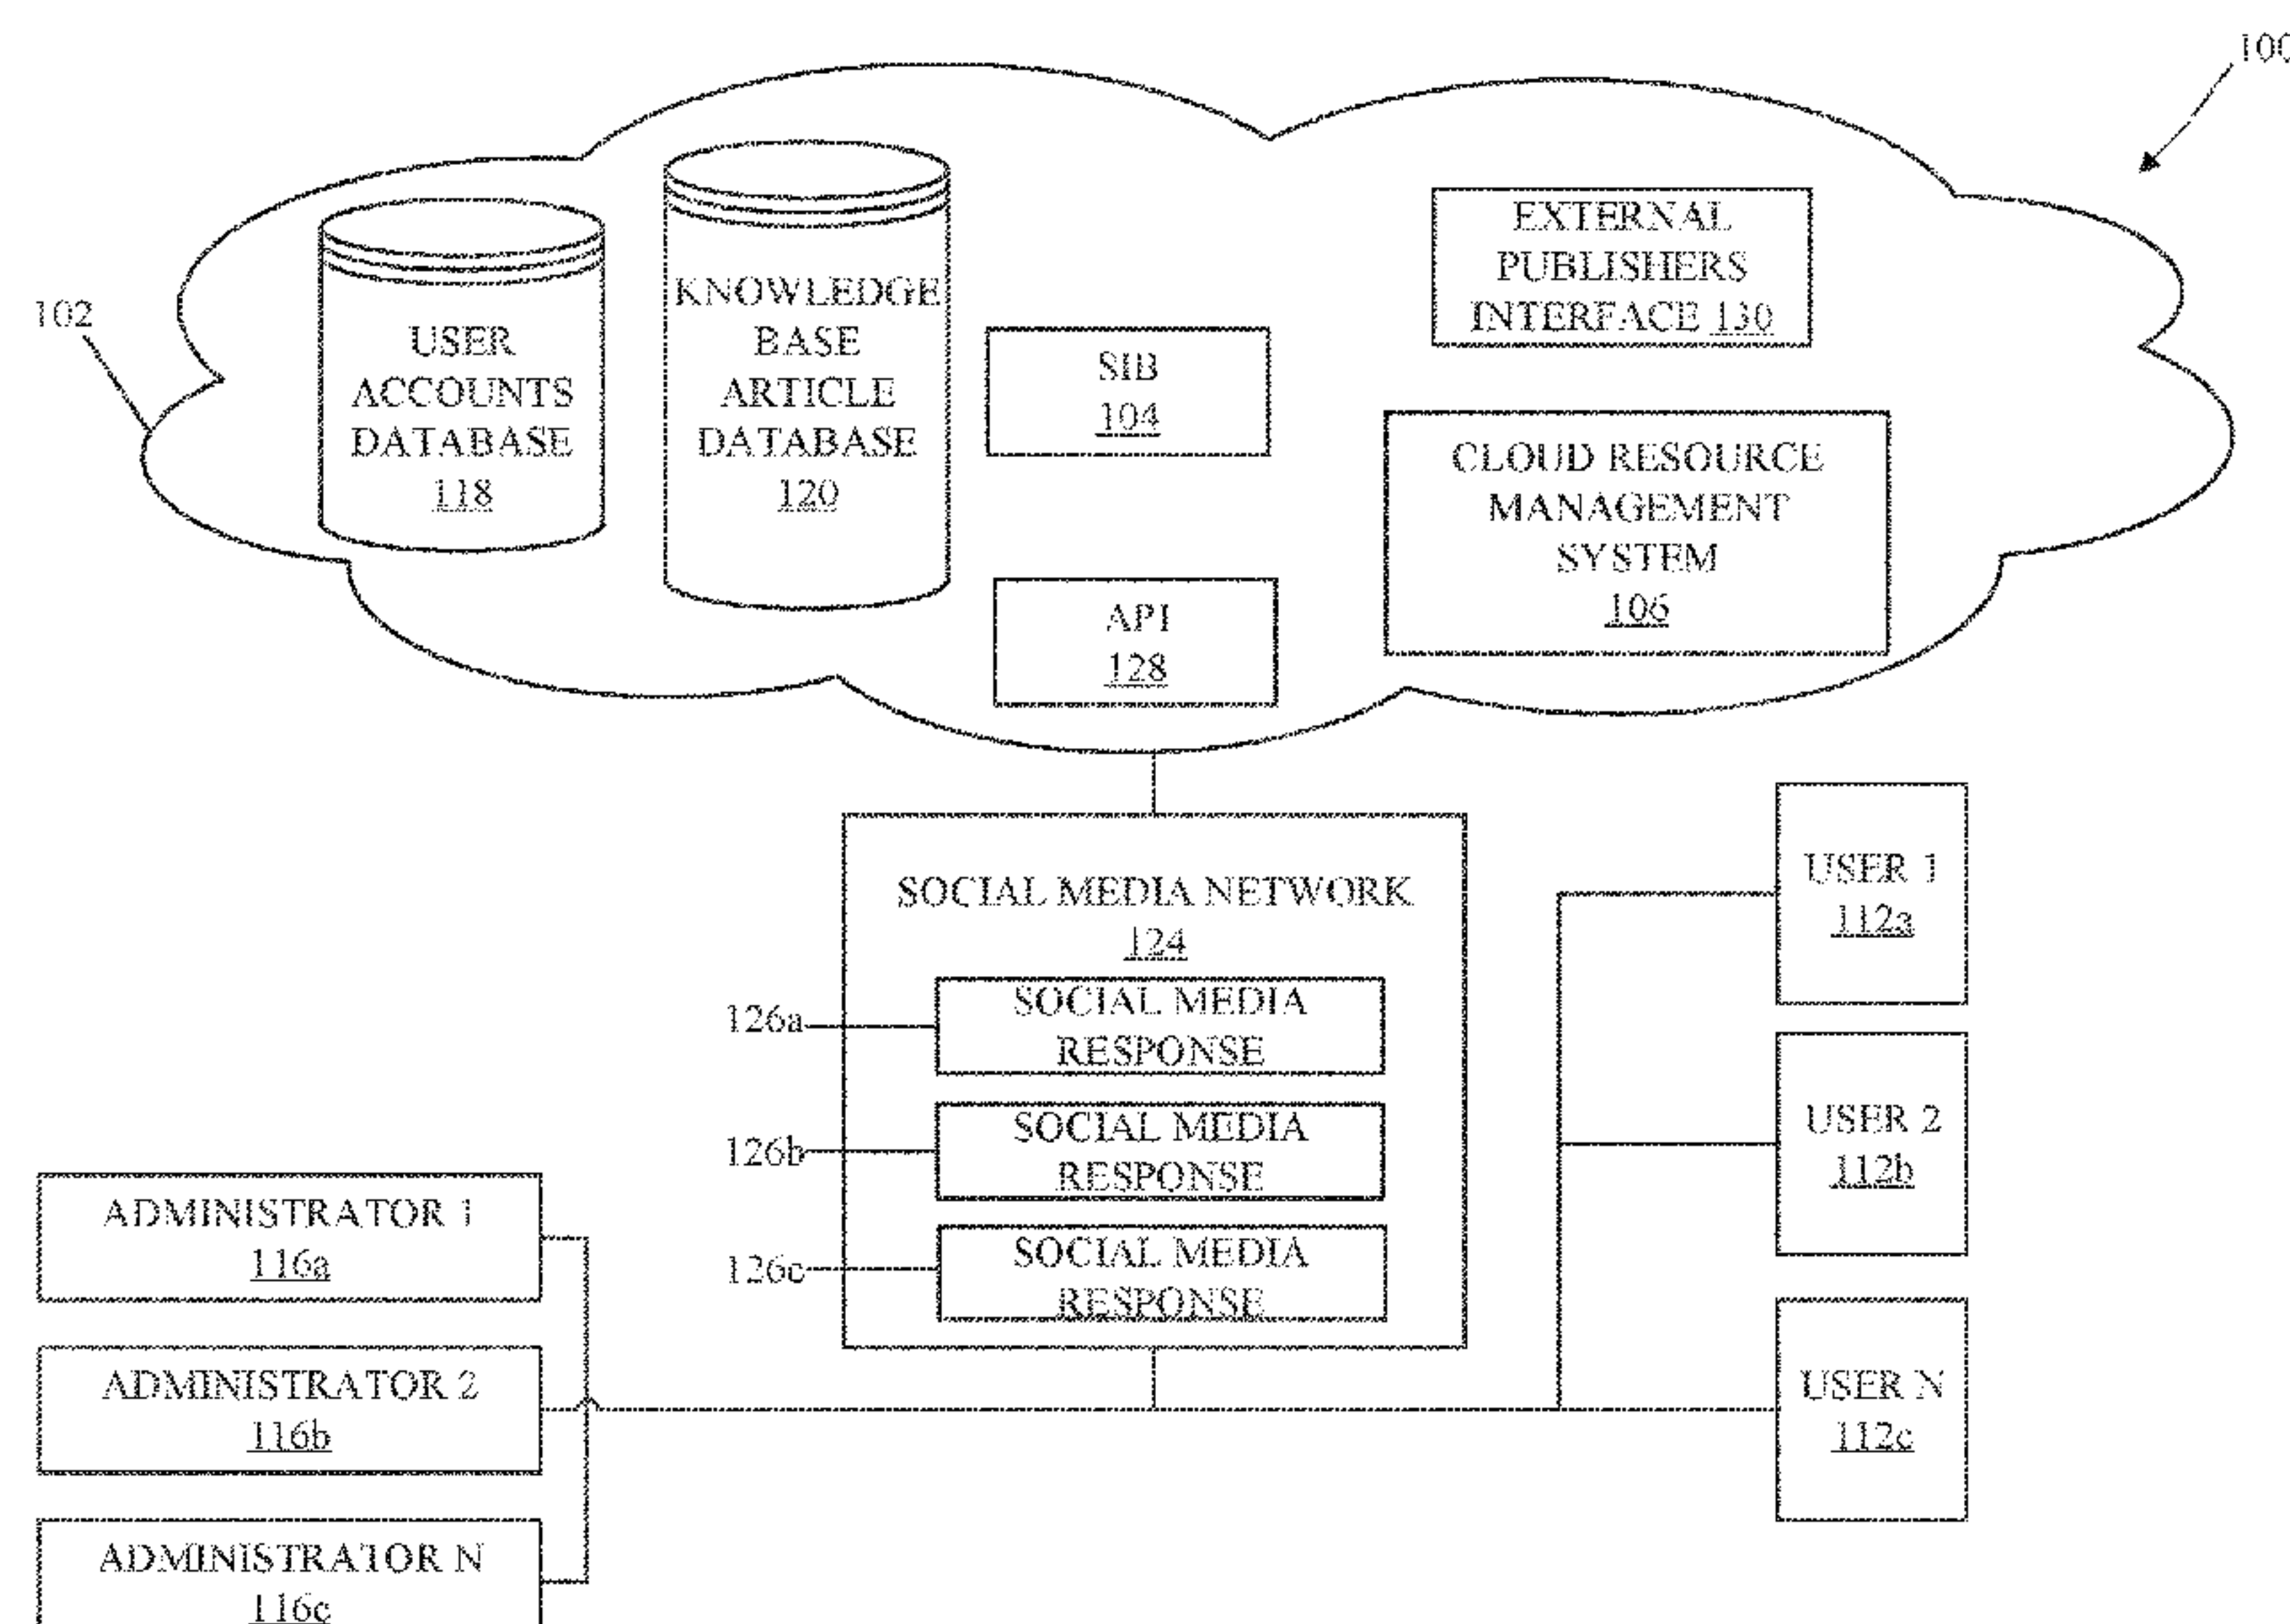 100
102
USER
ACCOUNTS
DATABASE
118
KNOWLEDGE
BASE
ARTICLE
DATABASE
120
SIB
104
API
128
EXTERNAL
PUBLISHERS
INTERFACE 130
CLOUD RESOURCE
MANAGEMENT
SYSTEM
106
SOCIAL MEDIA NETWORK
124
126a
SOCIAL MEDIA
RESPONSE
126b
SOCIAL MEDIA
RESPONSE
126c
SOCIAL MEDIA
RESPONSE
USER 1
112a
USER 2
112b
USER N
112c
ADMINISTRATOR 1
116a
ADMINISTRATOR 2
116b
ADMINISTRATOR N
116c